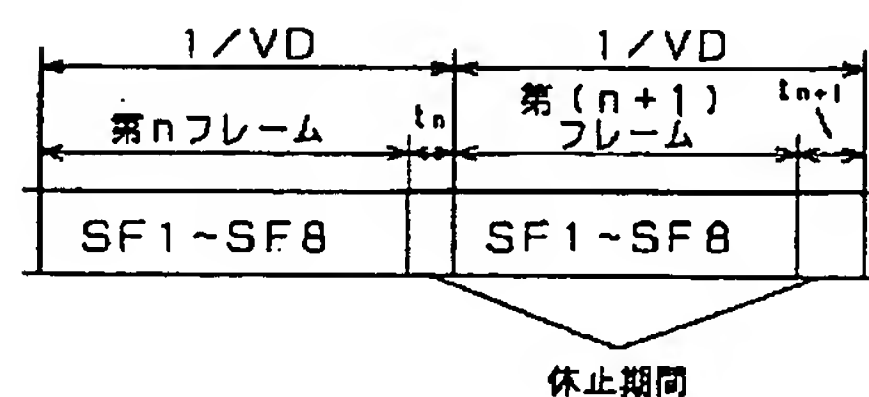 1/VD 1/VD
第nフレーム tn 第(n+1) tn+1
フレーム
SF1~SF8 SF1~SF8
休止期間